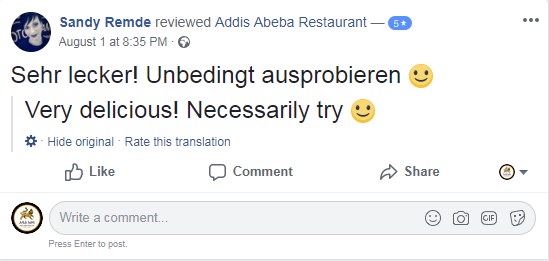 Sandy Remde reviewed Addis Abeba Restaurant — 5★
August 1 at 8:35 PM ·
Sehr lecker! Unbedingt ausprobieren 🙂
Very delicious! Necessarily try 🙂
· Hide original · Rate this translation
Like Comment Share
Write a comment... GIF
Press Enter to post.